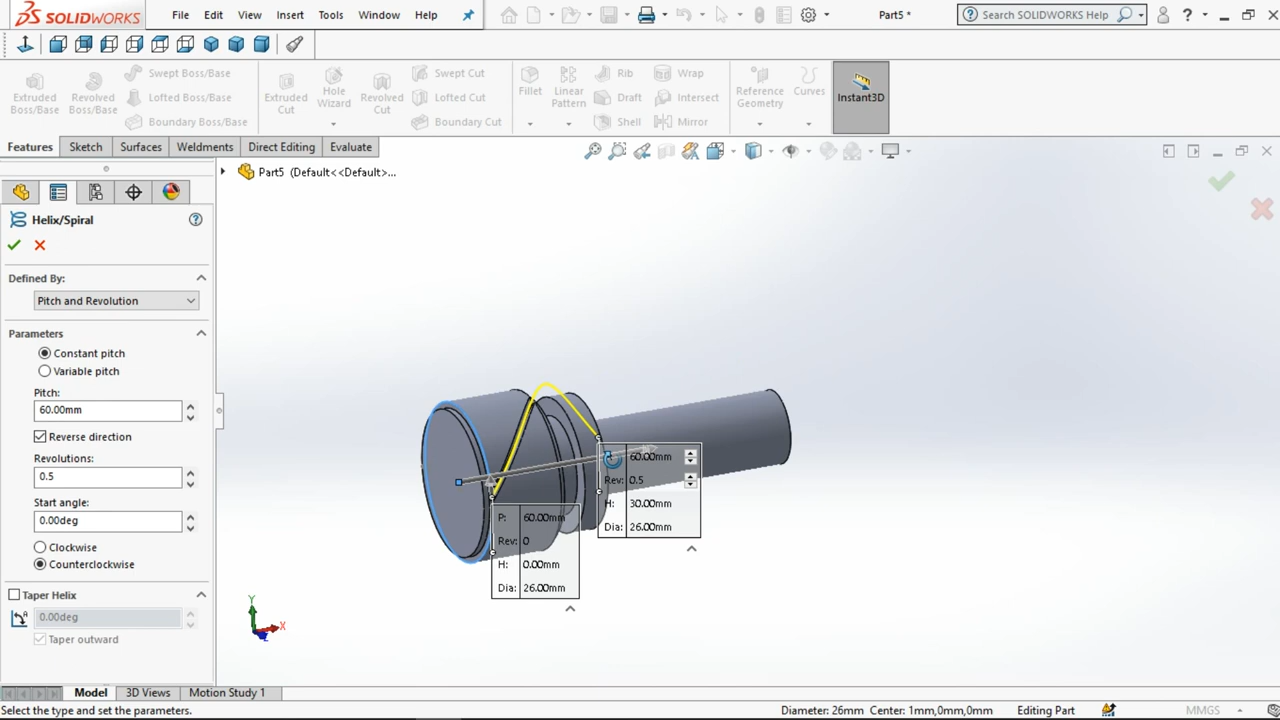 SOLIDWORKS File Edit View Insert Tools Window Help Part5 * Search SOLIDWORKS Help ?
Extruded Boss/Base
Revolved Boss/Base
Swept Boss/Base
Lofted Boss/Base
Boundary Boss/Base
Extruded Cut
Hole Wizard
Revolved Cut
Swept Cut
Lofted Cut
Boundary Cut
Fillet
Linear Pattern
Rib
Draft
Shell
Wrap
Intersect
Mirror
Reference Geometry
Curves
Instant3D
Features Sketch Surfaces Weldments Direct Editing Evaluate
Part5 (Default<<Default>...
Helix/Spiral ?
Defined By:
Pitch and Revolution
Parameters
Constant pitch
Variable pitch
Pitch:
60.00mm
Reverse direction
Revolutions:
0.5
Start angle:
0.00deg
Clockwise
Counterclockwise
Taper Helix
0.00deg
Taper outward
60.00mm
Rev: 0.5
H: 30.00mm
Dia: 26.00mm
P: 60.00mm
Rev: 0
H: 0.00mm
Dia: 26.00mm
Y
X
Z
Model 3D Views Motion Study 1
Select the type and set the parameters. Diameter: 26mm Center: 1mm,0mm,0mm Editing Part MMGS